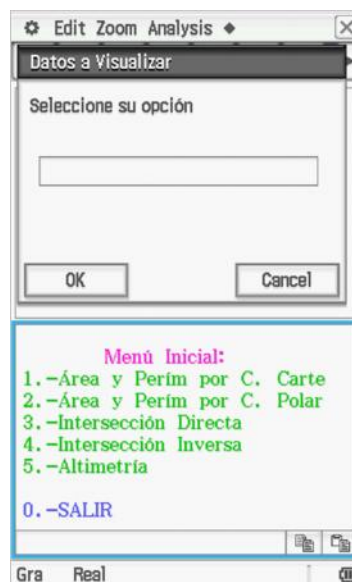 Edit Zoom Analysis
Datos a Visualizar
Seleccione su opción
OK Cancel
Menú Inicial:
1.-Área y Perím por C. Carte
2.-Área y Perím por C. Polar
3.-Intersección Directa
4.-Intersección Inversa
5.-Altimetría
0.-SALIR
Gra Real